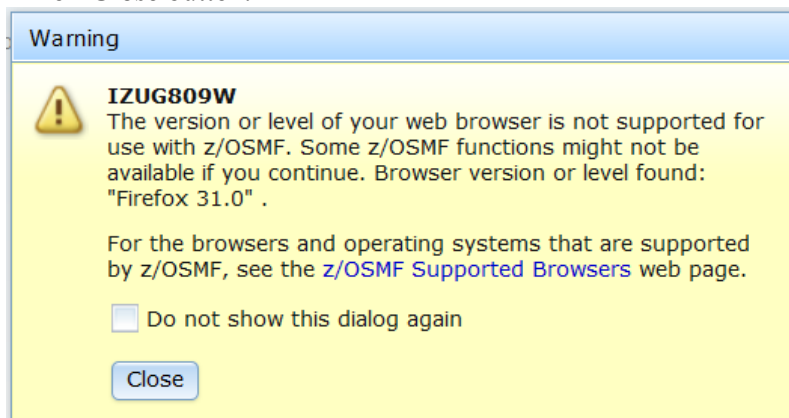 Warning
IZUG809W
The version or level of your web browser is not supported for
use with z/OSMF. Some z/OSMF functions might not be
available if you continue. Browser version or level found:
"Firefox 31.0" .
For the browsers and operating systems that are supported
by z/OSMF, see the z/OSMF Supported Browsers web page.
Do not show this dialog again
Close